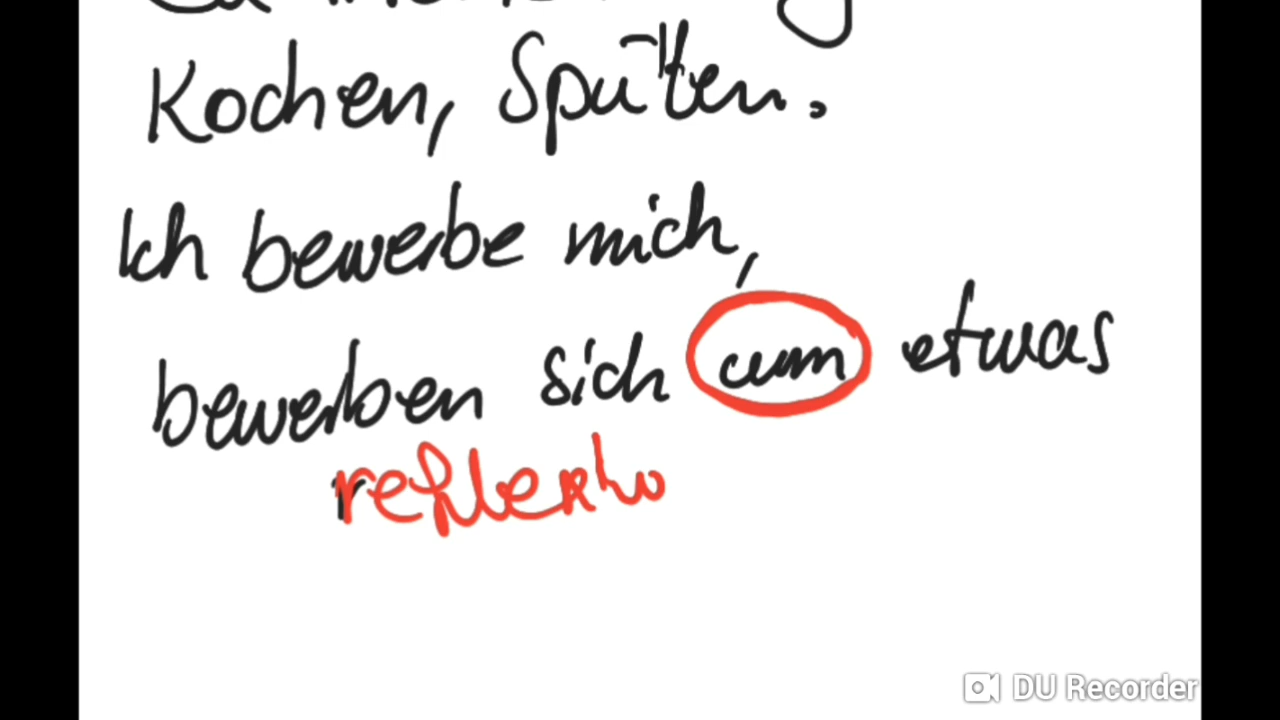 Kochen, Spülen.
Ich bewerbe mich,
bewerben sich um etwas
reflexiv
DU Recorder